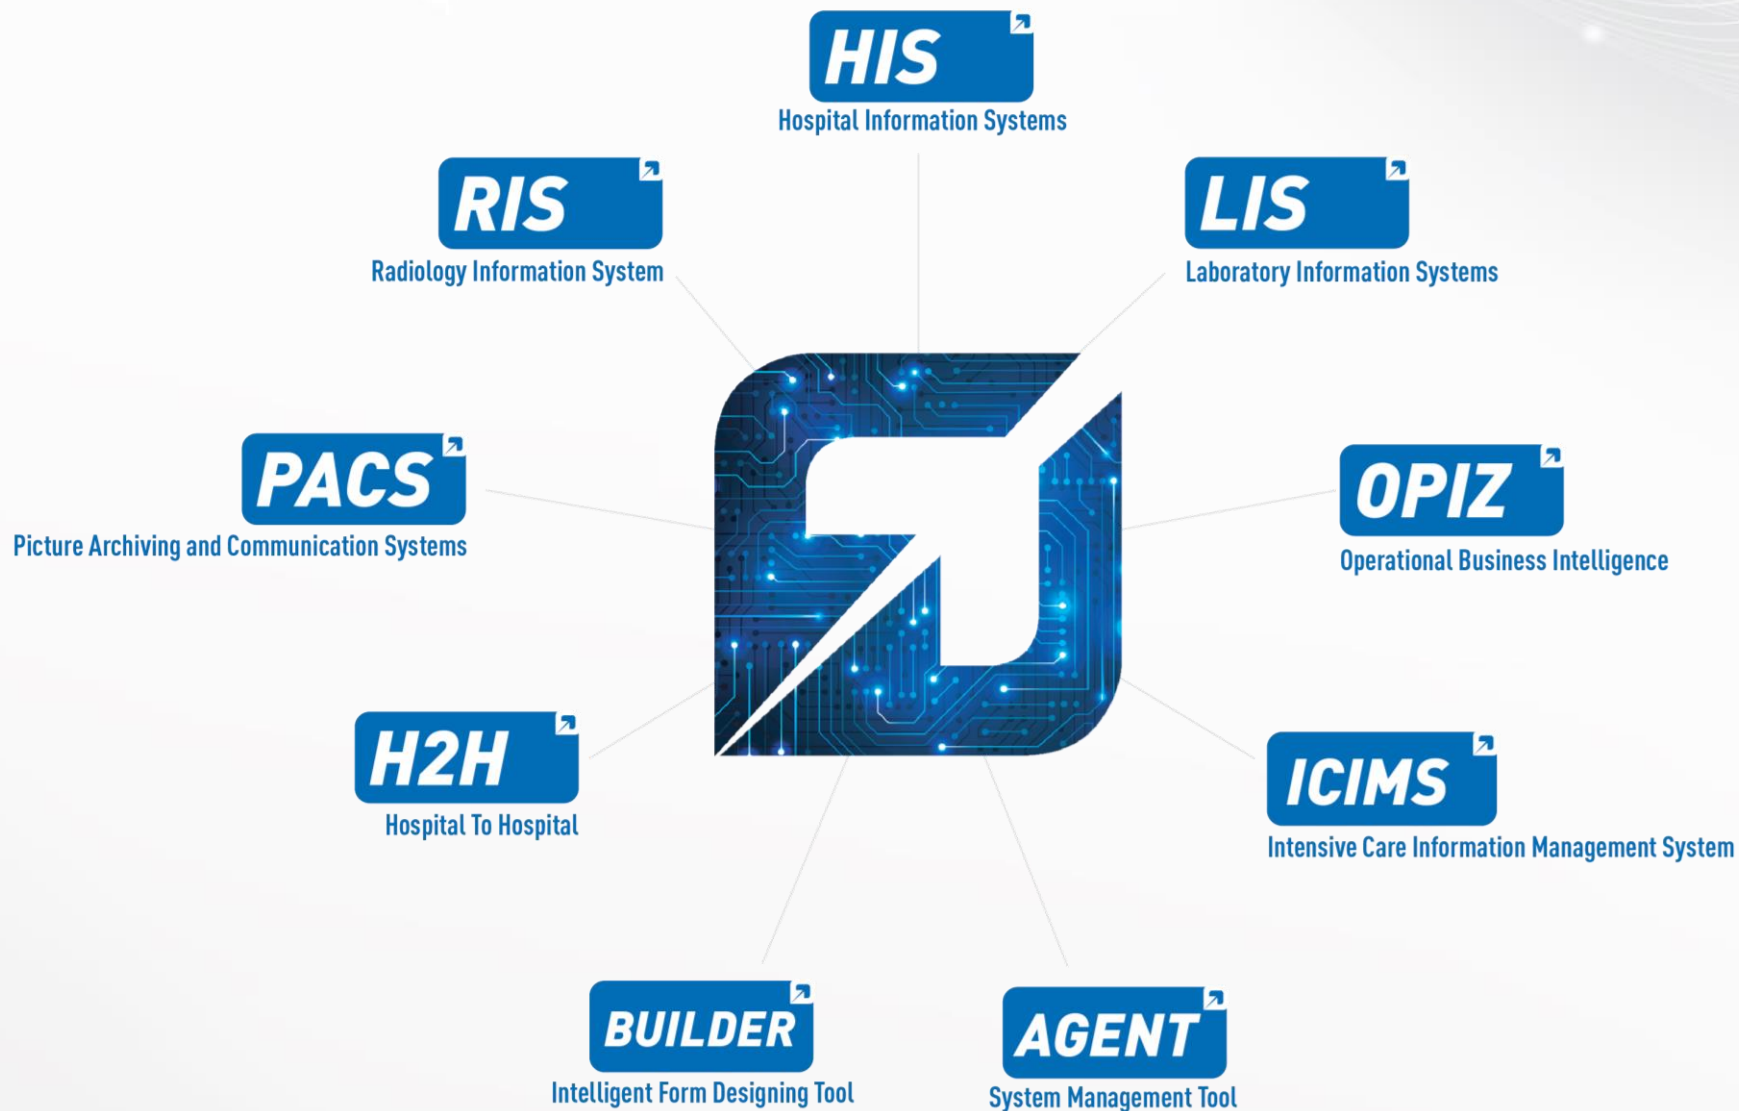 HIS
Hospital Information Systems
RIS
Radiology Information System
LIS
Laboratory Information Systems
PACS
Picture Archiving and Communication Systems
OPIZ
Operational Business Intelligence
H2H
Hospital To Hospital
ICIMS
Intensive Care Information Management System
BUILDER
Intelligent Form Designing Tool
AGENT
System Management Tool